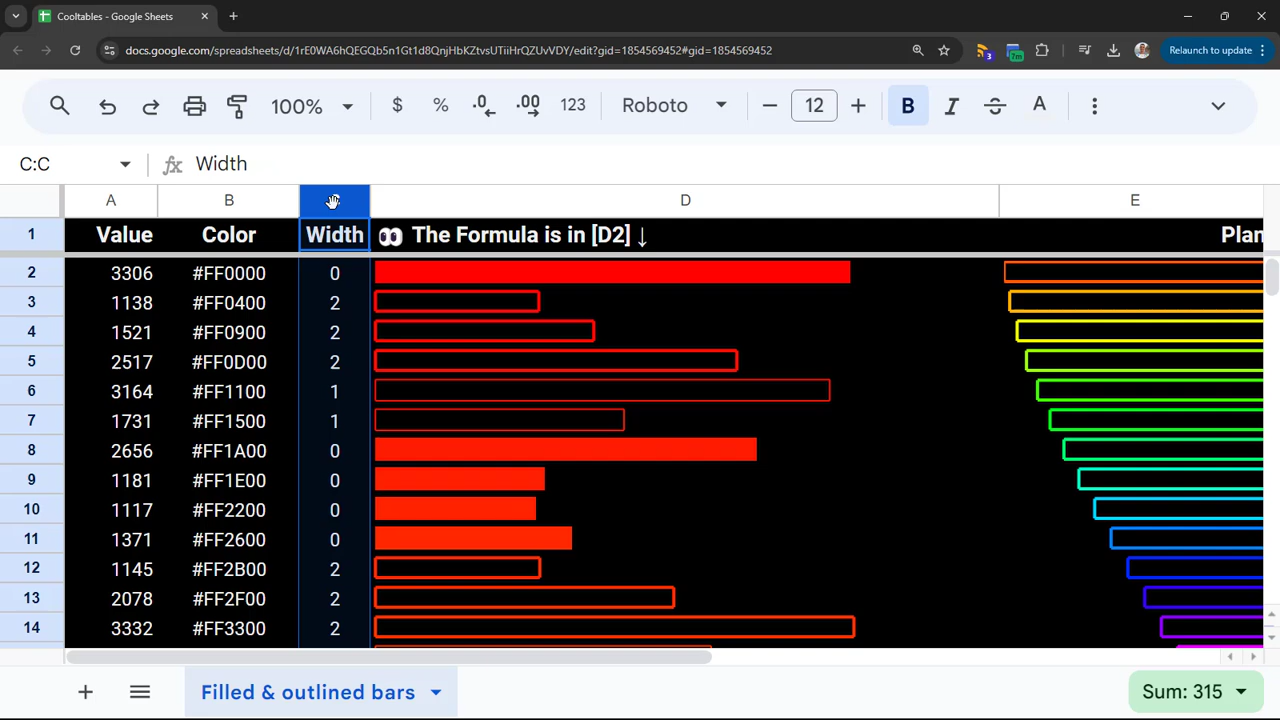 Cooltables - Google Sheets
docs.google.com/spreadsheets/d/1rE0WA6hQEGQb5n1Gt1d8QnjHbKZtvsUTiiHrQZUvVDY/edit?gid=1854569452#gid=1854569452
3
7m
Relaunch to update
100%
$
%
.0
.00
123
Roboto
12
B
I
S
A
C:C
fx
Width
A B D E
1 Value Color Width 👀 The Formula is in [D2] ↓ Plan
2 3306 #FF0000 0
3 1138 #FF0400 2
4 1521 #FF0900 2
5 2517 #FF0D00 2
6 3164 #FF1100 1
7 1731 #FF1500 1
8 2656 #FF1A00 0
9 1181 #FF1E00 0
10 1117 #FF2200 0
11 1371 #FF2600 0
12 1145 #FF2B00 2
13 2078 #FF2F00 2
14 3332 #FF3300 2
Filled & outlined bars
Sum: 315